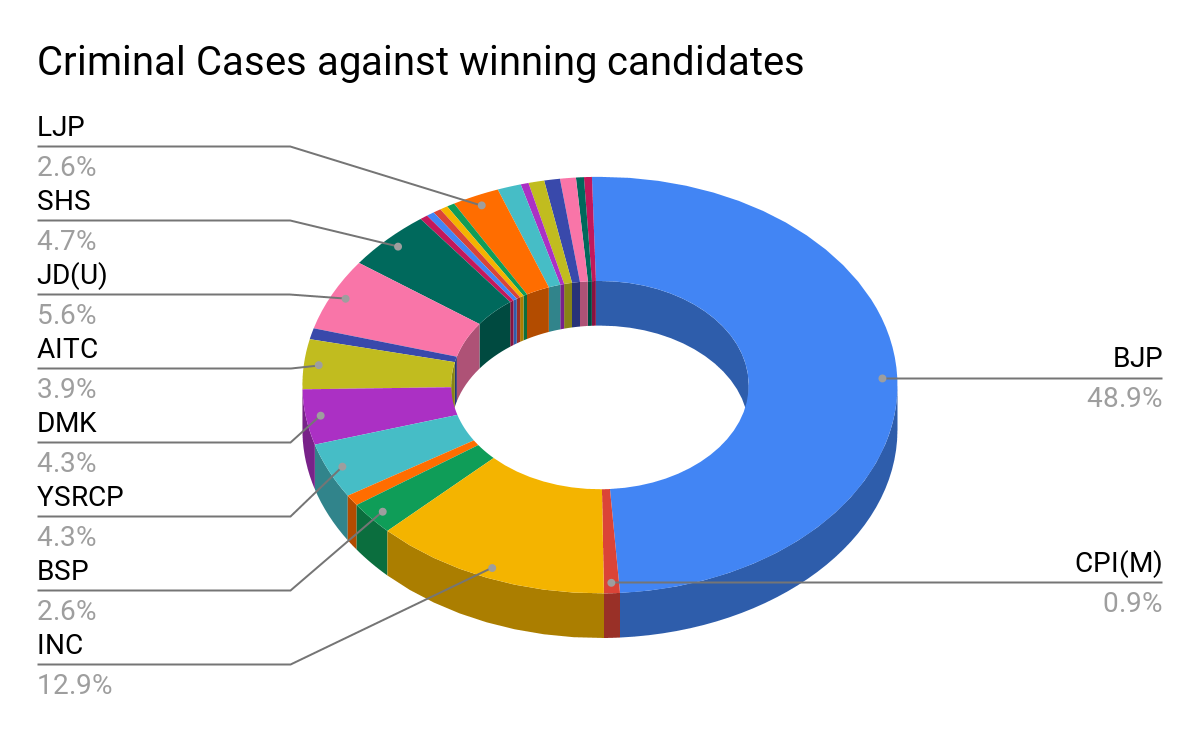 Criminal Cases against winning candidates
LJP
2.6%
SHS
4.7%
JD(U)
5.6%
AITC
3.9%
DMK
4.3%
YSRCP
4.3%
BSP
2.6%
INC
12.9%
BJP
48.9%
CPI(M)
0.9%